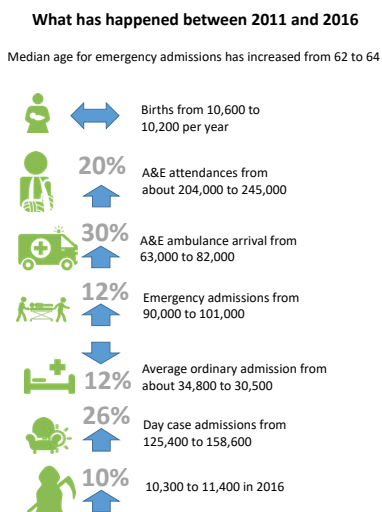 What has happened between 2011 and 2016
Median age for emergency admissions has increased from 62 to 64
Births from 10,600 to
10,200 per year
20%
A&E attendances from
about 204,000 to 245,000
30%
A&E ambulance arrival from
63,000 to 82,000
12%
Emergency admissions from
90,000 to 101,000
Average ordinary admission from
12%
about 34,800 to 30,500
26%
Day case admissions from
125,400 to 158,600
10%
10,300 to 11,400 in 2016